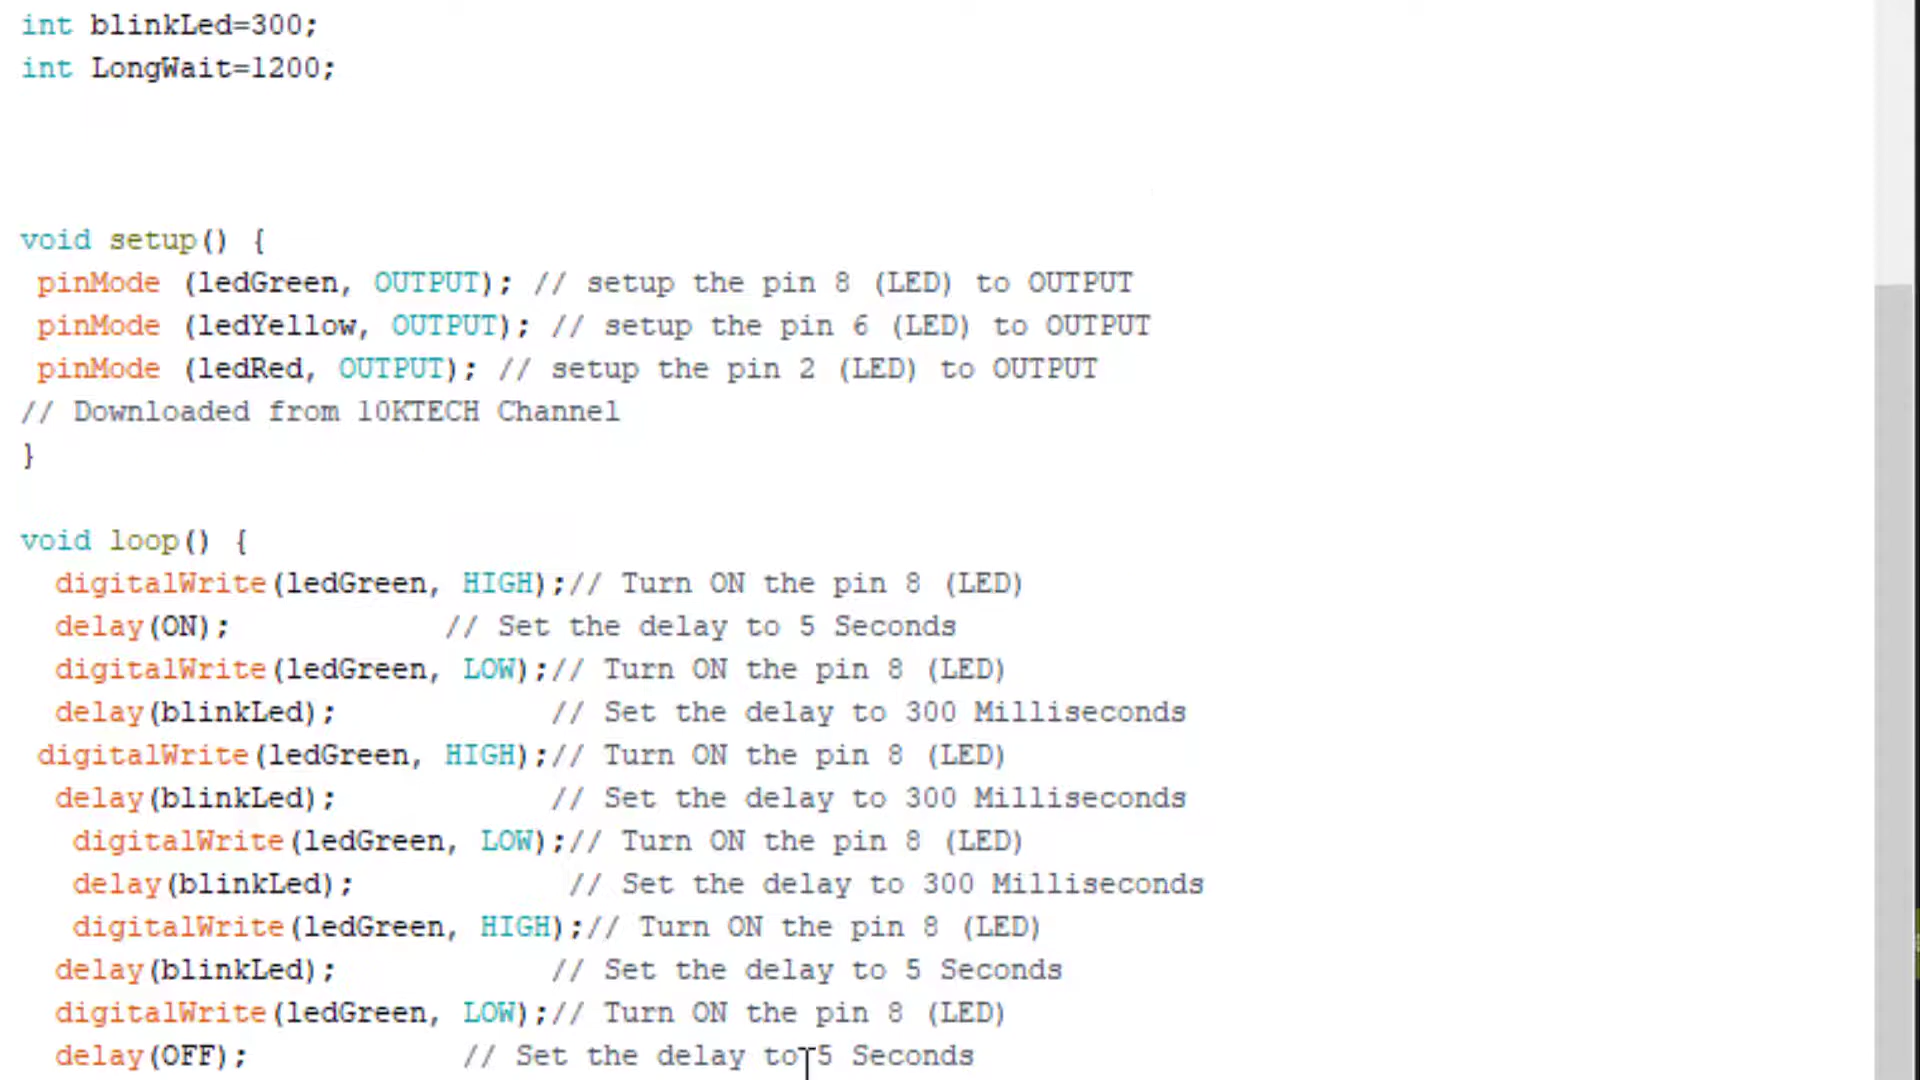 int blinkLed=300;
int LongWait=1200;
void setup() {
pinMode (ledGreen, OUTPUT); // setup the pin 8 (LED) to OUTPUT
pinMode (ledYellow, OUTPUT); // setup the pin 6 (LED) to OUTPUT
pinMode (ledRed, OUTPUT); // setup the pin 2 (LED) to OUTPUT
// Downloaded from 10KTECH Channel
}
void loop() {
digitalWrite(ledGreen, HIGH);// Turn ON the pin 8 (LED)
delay(ON); // Set the delay to 5 Seconds
digitalWrite(ledGreen, LOW);// Turn ON the pin 8 (LED)
delay(blinkLed); // Set the delay to 300 Milliseconds
digitalWrite(ledGreen, HIGH);// Turn ON the pin 8 (LED)
delay(blinkLed); // Set the delay to 300 Milliseconds
digitalWrite(ledGreen, LOW);// Turn ON the pin 8 (LED)
delay(blinkLed); // Set the delay to 300 Milliseconds
digitalWrite(ledGreen, HIGH);// Turn ON the pin 8 (LED)
delay(blinkLed); // Set the delay to 5 Seconds
digitalWrite(ledGreen, LOW);// Turn ON the pin 8 (LED)
delay(OFF); // Set the delay to 5 Seconds